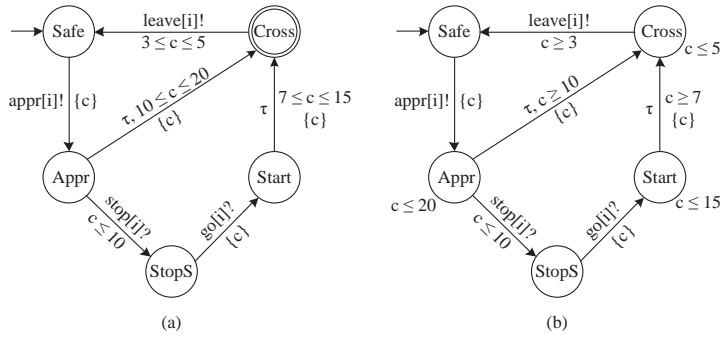 leave[i]!
Safe
Cross
3 ≤ c ≤ 5
appr[i]!
{c}
τ, 10 ≤ c ≤ 20
{c}
τ
7 ≤ c ≤ 15
{c}
Appr
Start
stop[i]?
c ≤ 10
go[i]?
{c}
StopS
(a)
leave[i]!
Safe
Cross
c ≥ 3
c ≤ 5
appr[i]!
{c}
τ, c ≥ 10
{c}
τ
c ≥ 7
{c}
Appr
Start
c ≤ 20
c ≤ 15
stop[i]?
c ≤ 10
go[i]?
{c}
StopS
(b)